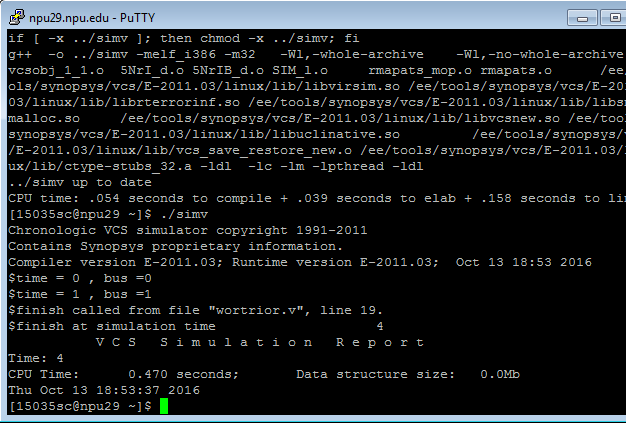 npu29.npu.edu - PuTTY
if [ -x ../simv ]; then chmod -x ../simv; fi
g++  -o ../simv -melf_i386 -m32   -Wl,-whole-archive    -Wl,-no-whole-archive
vcsobj_1_1.o  5NrI_d.o 5NrIB_d.o SIM_l.o     rmapats_mop.o rmapats.o      /ee/
ols/synopsys/vcs/E-2011.03/linux/lib/libvirsim.so /ee/tools/synopsys/vcs/E-20
03/linux/lib/librterrorinf.so /ee/tools/synopsys/vcs/E-2011.03/linux/lib/libs
malloc.so     /ee/tools/synopsys/vcs/E-2011.03/linux/lib/libvcsnew.so /ee/too
synopsys/vcs/E-2011.03/linux/lib/libuclinative.so         /ee/tools/synopsys/
/E-2011.03/linux/lib/vcs_save_restore_new.o /ee/tools/synopsys/vcs/E-2011.03/
ux/lib/ctype-stubs_32.a -ldl  -lc -lm -lpthread -ldl
../simv up to date
CPU time: .054 seconds to compile + .039 seconds to elab + .158 seconds to li
[15035sc@npu29 ~]$ ./simv
Chronologic VCS simulator copyright 1991-2011
Contains Synopsys proprietary information.
Compiler version E-2011.03; Runtime version E-2011.03;  Oct 13 18:53 2016
$time = 0 , bus =0
$time = 1 , bus =1
$finish called from file "wortrior.v", line 19.
$finish at simulation time                    4
           V C S   S i m u l a t i o n   R e p o r t
Time: 4
CPU Time:      0.470 seconds;       Data structure size:   0.0Mb
Thu Oct 13 18:53:37 2016
[15035sc@npu29 ~]$